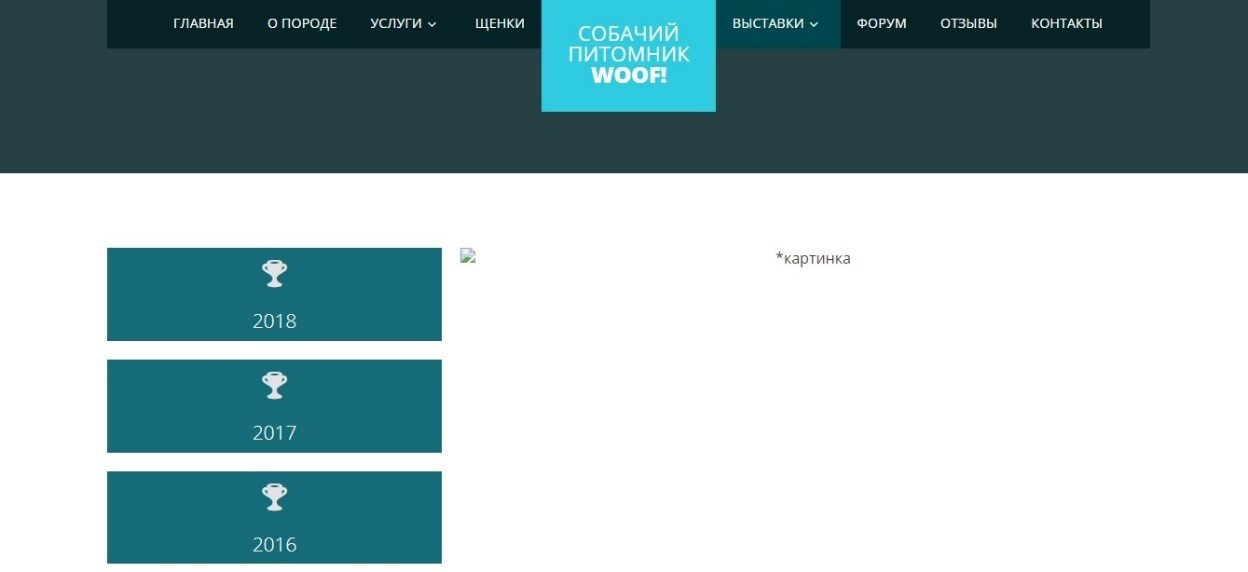 ГЛАВНАЯ О ПОРОДЕ УСЛУГИ ЩЕНКИ
СОБАЧИЙ
ПИТОМНИК
WOOF!
ВЫСТАВКИ ФОРУМ ОТЗЫВЫ КОНТАКТЫ
2018
2017
2016
*картинка